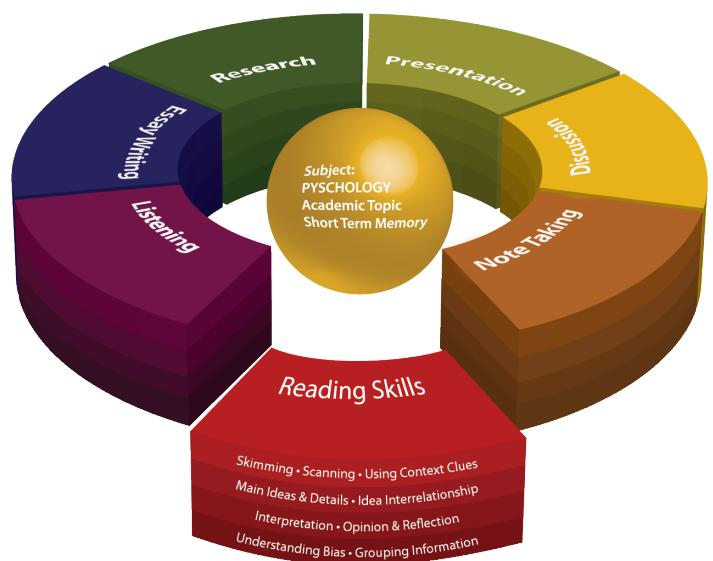 Research
Presentation
Essay Writing
Discussion
Subject:
PYSCHOLOGY
Academic Topic
Short Term Memory
Listening
Note Taking
Reading Skills
Skimming • Scanning • Using Context Clues
Main Ideas & Details • Idea Interrelationship
Interpretation • Opinion & Reflection
Understanding Bias • Grouping Information